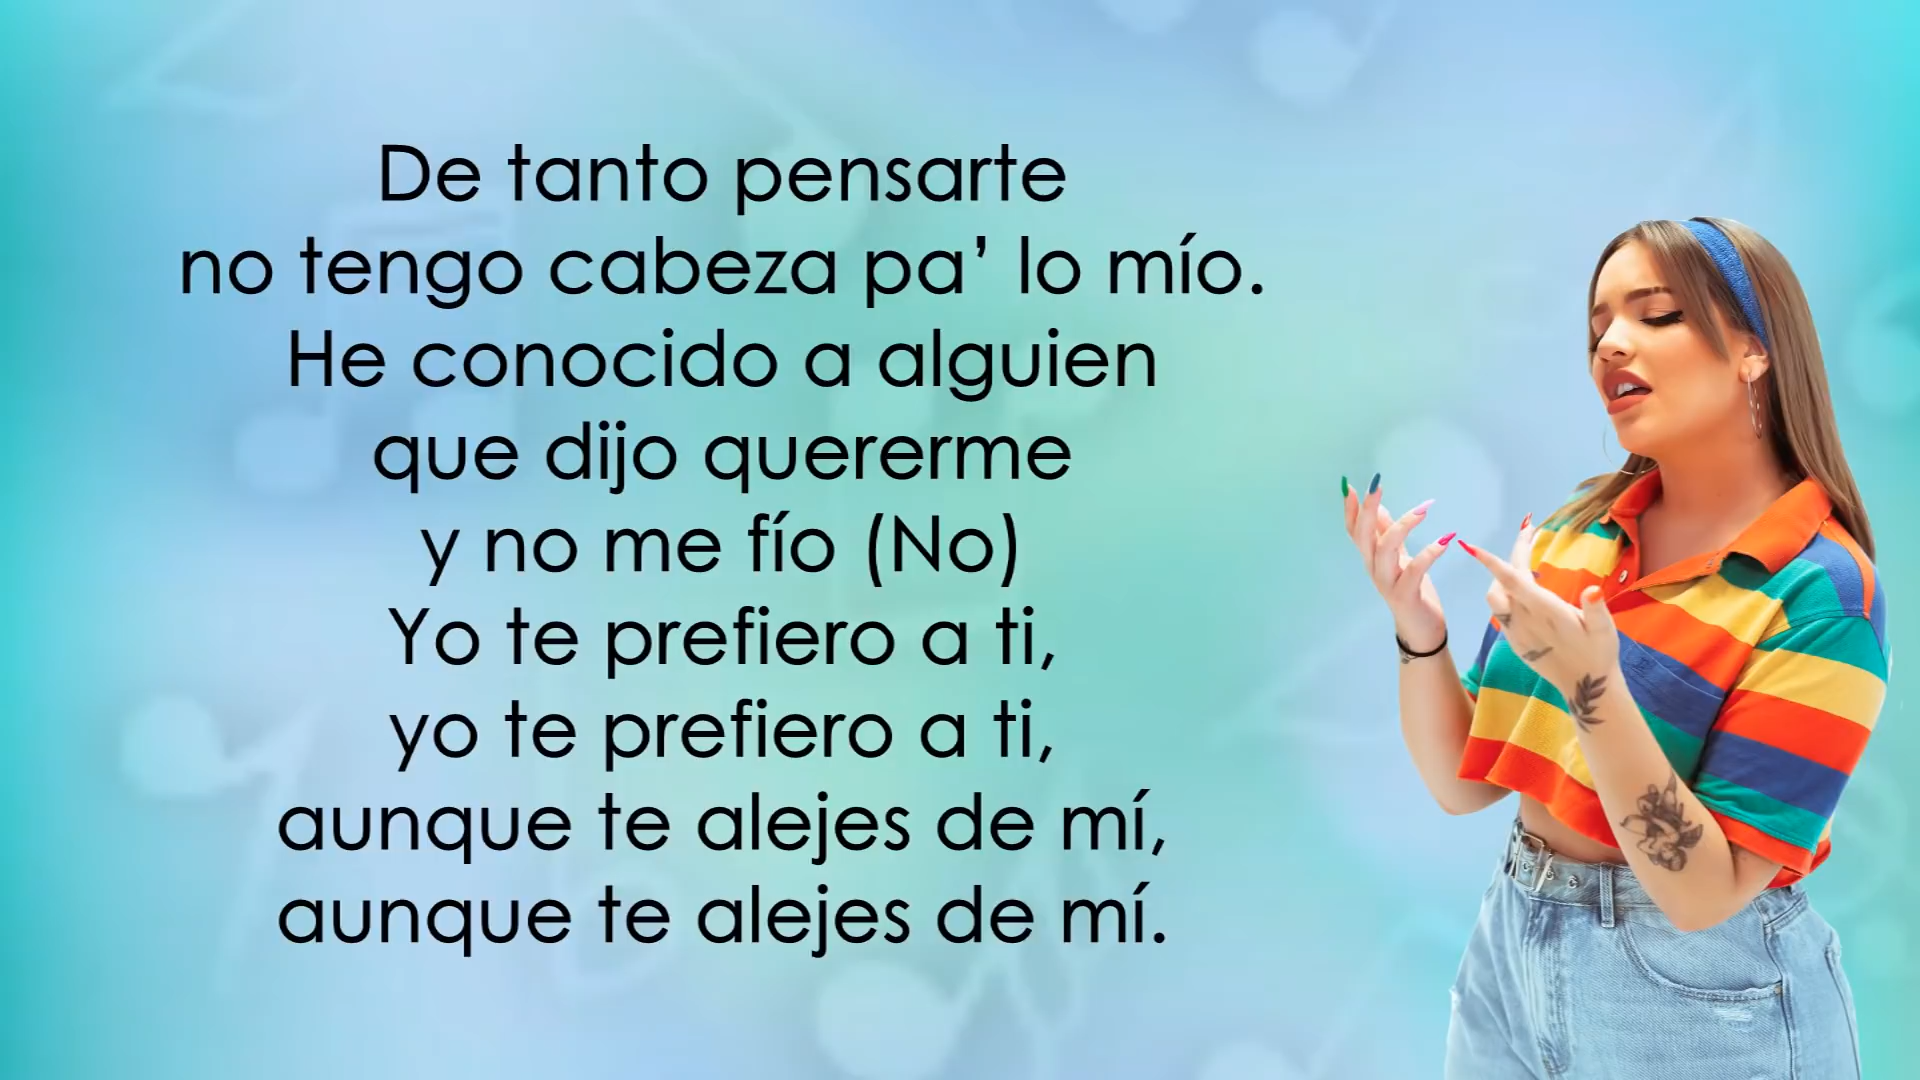 De tanto pensarte
no tengo cabeza pa’ lo mío.
He conocido a alguien
que dijo quererme
y no me fío (No)
Yo te prefiero a ti,
yo te prefiero a ti,
aunque te alejes de mí,
aunque te alejes de mí.